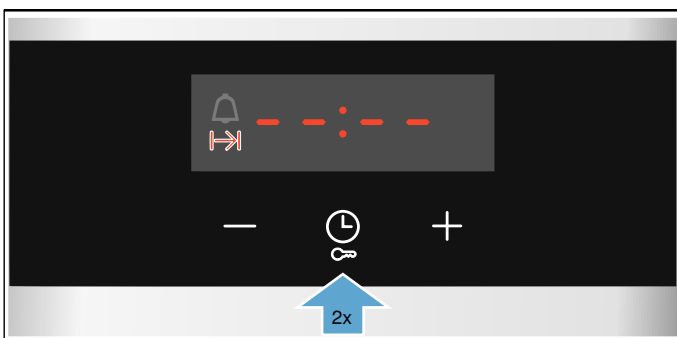 – –:– –
2x